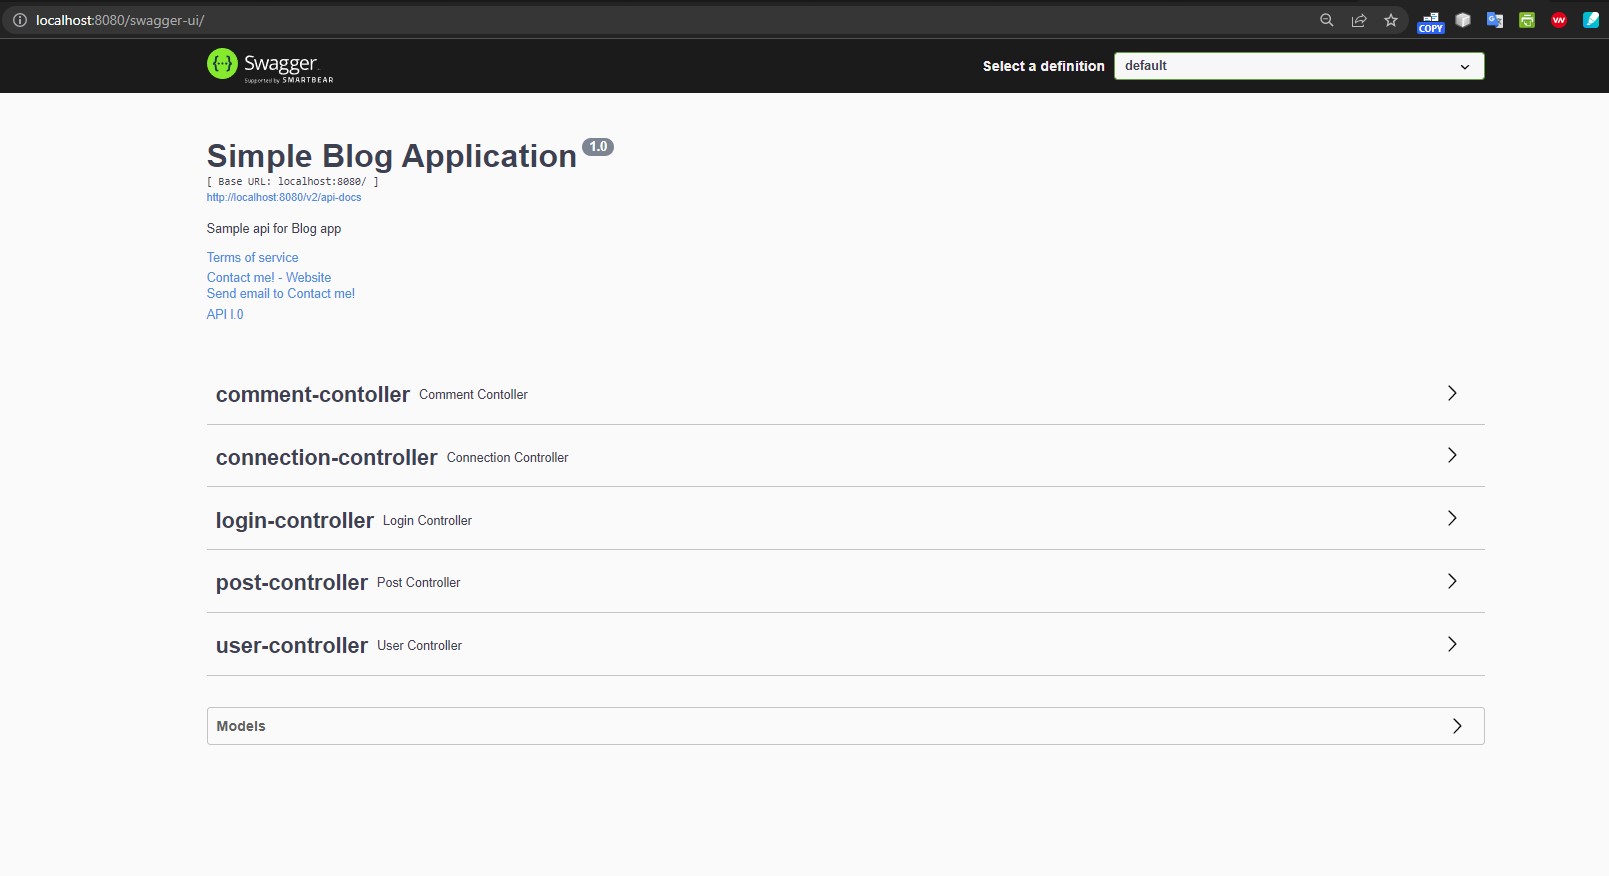 localhost:8080/swagger-ui/
COPY
Swagger
Supported by SMARTBEAR
Select a definition
default
Simple Blog Application 1.0
[ Base URL: localhost:8080/ ]
http://localhost:8080/v2/api-docs
Sample api for Blog app
Terms of service
Contact me! - Website
Send email to Contact me!
API l.0
comment-contoller Comment Contoller
connection-controller Connection Controller
login-controller Login Controller
post-controller Post Controller
user-controller User Controller
Models